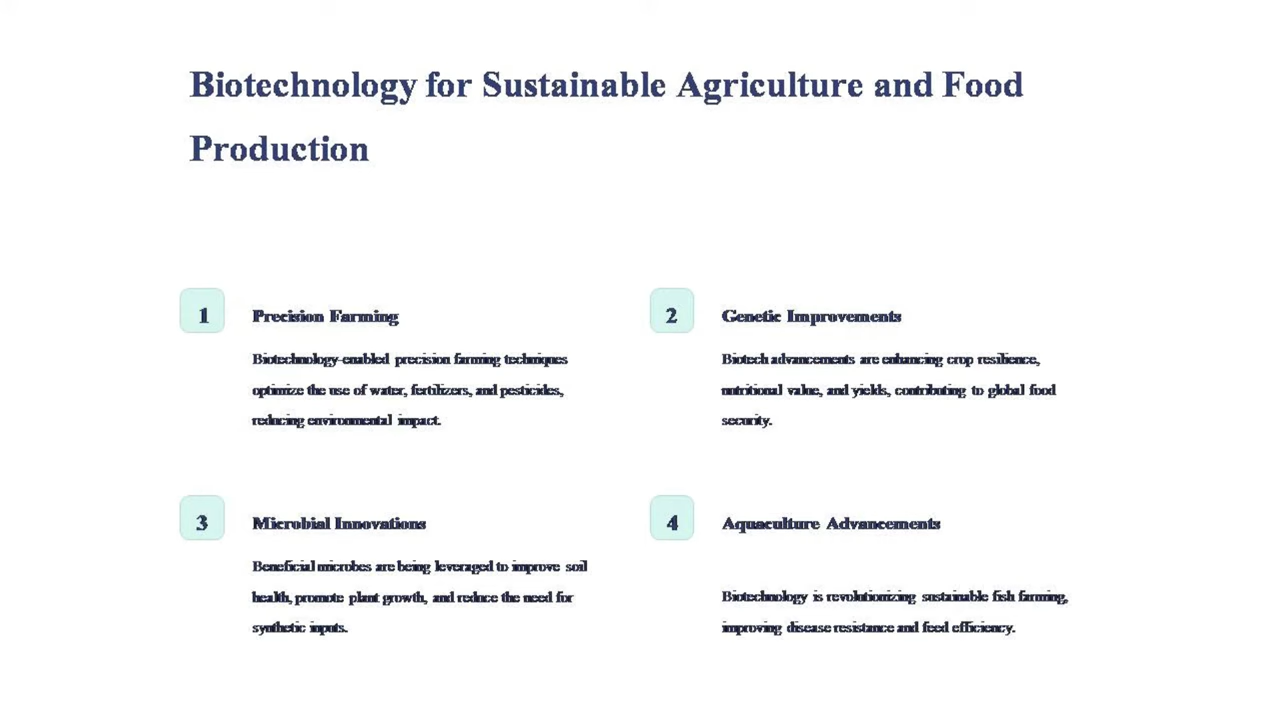 Biotechnology for Sustainable Agriculture and Food
Production
1
Precision Farming
Biotechnology-enabled precision farming techniques
optimize the use of water, fertilizers, and pesticides,
reducing environmental impact.
2
Genetic Improvements
Biotech advancements are enhancing crop resilience,
nutritional value, and yields, contributing to global food
security.
3
Microbial Innovations
Beneficial microbes are being leveraged to improve soil
health, promote plant growth, and reduce the need for
synthetic inputs.
4
Aquaculture Advancements
Biotechnology is revolutionizing sustainable fish farming,
improving disease resistance and feed efficiency.